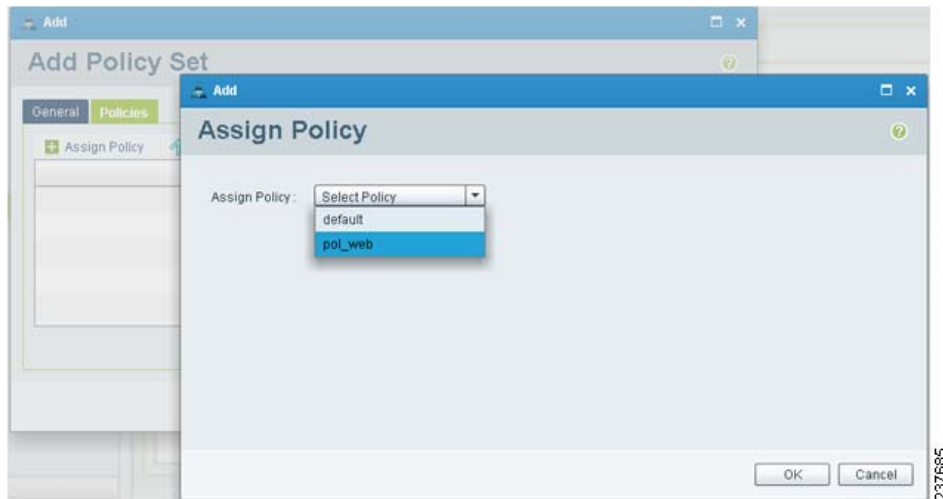 Add
Add Policy Set
General Policies
Assign Policy
Add
Assign Policy
Assign Policy :
Select Policy
default
pol_web
OK Cancel
237685